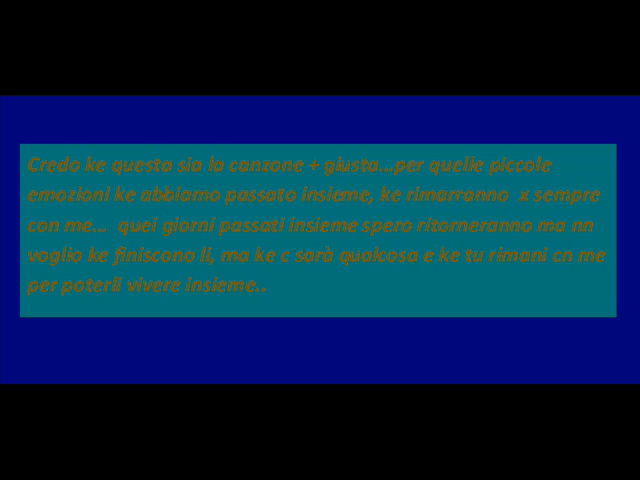 Credo ke questa sia la canzone + giusta...per quelle piccole
emozioni ke abbiamo passato insieme, ke rimarranno x sempre
con me... quei giorni passati insieme spero ritorneranno ma nn
voglio ke finiscono li, ma ke c sarà qualcosa e ke tu rimani cn me
per poterli vivere insieme..